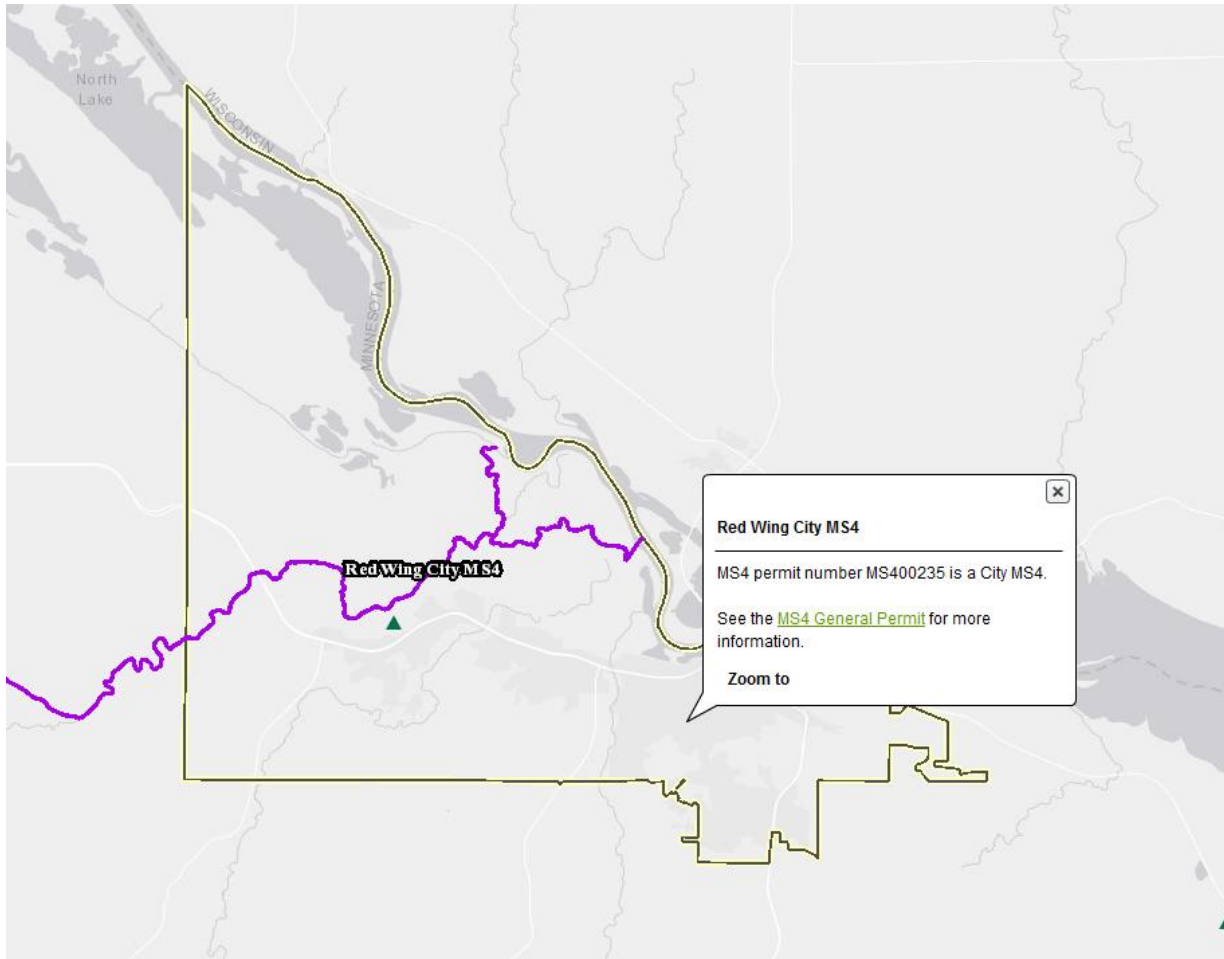 North
Lake
WISCONSIN
MINNESOTA
Red Wing City MS4
Red Wing City MS4
MS4 permit number MS400235 is a City MS4.
See the MS4 General Permit for more
information.
Zoom to